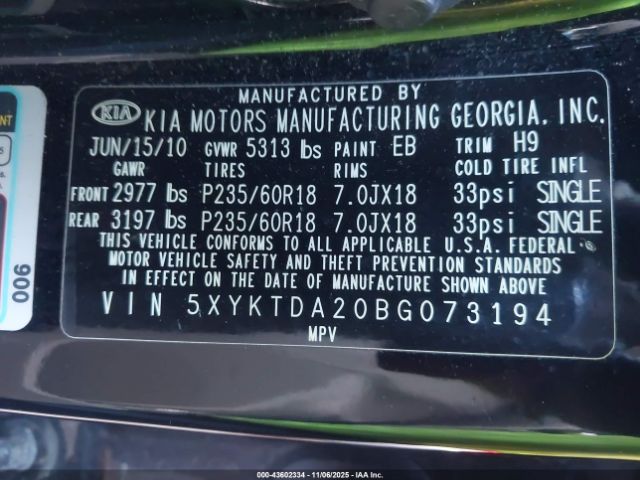 MANUFACTURED BY
KIA KIA MOTORS MANUFACTURING GEORGIA. INC.
JUN/15/10 GVWR 5313 lbs PAINT EB TRIM H9
GAWR TIRES RIMS COLD TIRE INFL
FRONT 2977 lbs P235/60R18 7.0JX18 33psi SINGLE
REAR 3197 lbs P235/60R18 7.0JX18 33psi SINGLE
THIS VEHICLE CONFORMS TO ALL APPLICABLE U.S.A. FEDERAL
MOTOR VEHICLE SAFETY AND THEFT PREVENTION STANDARDS
IN EFFECT ON THE DATE OF MANUFACTURE SHOWN ABOVE
VIN 5XYKTDA20BG073194
MPV
006
000-43602334 - 11/06/2025 - IAA Inc.